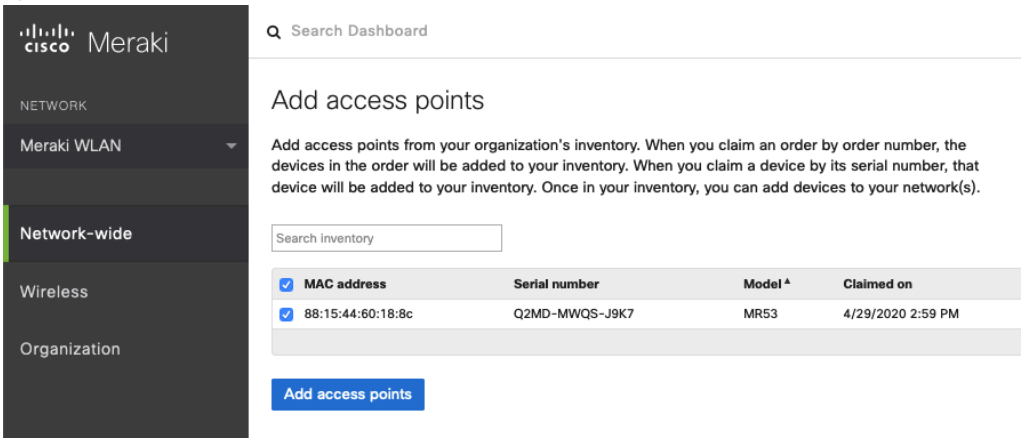 cisco Meraki
Search Dashboard
NETWORK
Meraki WLAN
Network-wide
Wireless
Organization
Add access points
Add access points from your organization's inventory. When you claim an order by order number, the
devices in the order will be added to your inventory. When you claim a device by its serial number, that
device will be added to your inventory. Once in your inventory, you can add devices to your network(s).
Search inventory
MAC address Serial number Model Claimed on
88:15:44:60:18:8c Q2MD-MWQS-J9K7 MR53 4/29/2020 2:59 PM
Add access points